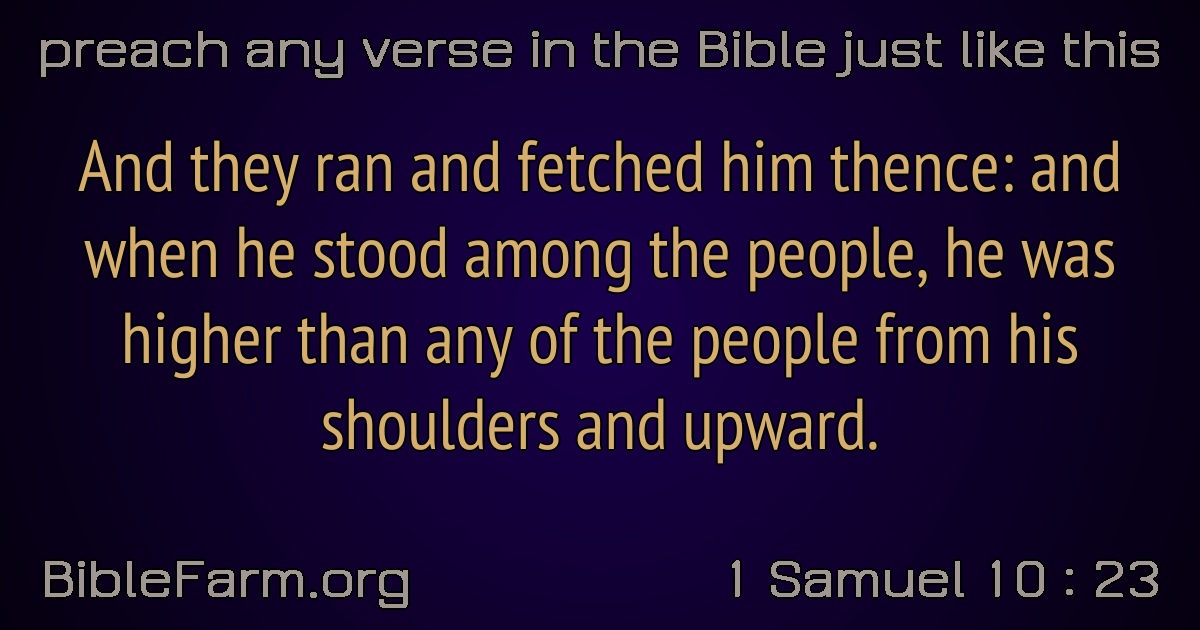 preach any verse in the Bible just like this
And they ran and fetched him thence: and
when he stood among the people, he was
higher than any of the people from his
shoulders and upward.
BibleFarm.org
1 Samuel 10 : 23